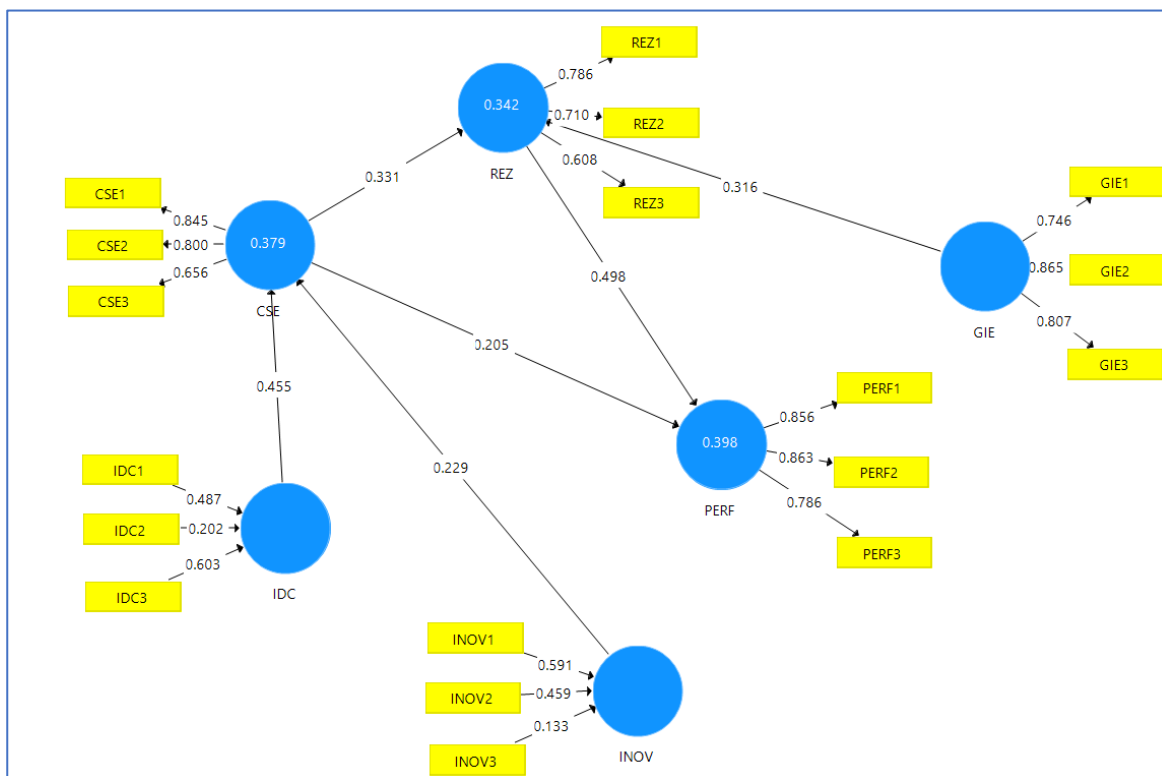 REZ1
0.786
0.342
0.710
REZ2
REZ
0.608
REZ3
0.331
0.316
CSE1
0.845
CSE2
0.800
0.656
CSE3
0.379
CSE
GIE1
0.746
0.865
GIE2
0.807
GIE
GIE3
0.498
0.205
0.455
PERF1
0.856
0.398
0.863
PERF2
PERF
0.786
PERF3
0.229
IDC1
0.487
IDC2
0.202
0.603
IDC3
IDC
INOV1
0.591
INOV2
0.459
0.133
INOV3
INOV